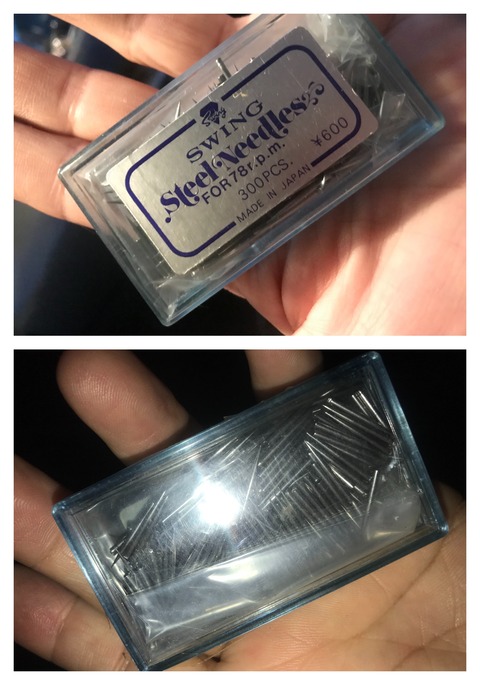 SWING
Steel Needles
FOR 78r.p.m.
300PCS. ¥600
MADE IN JAPAN